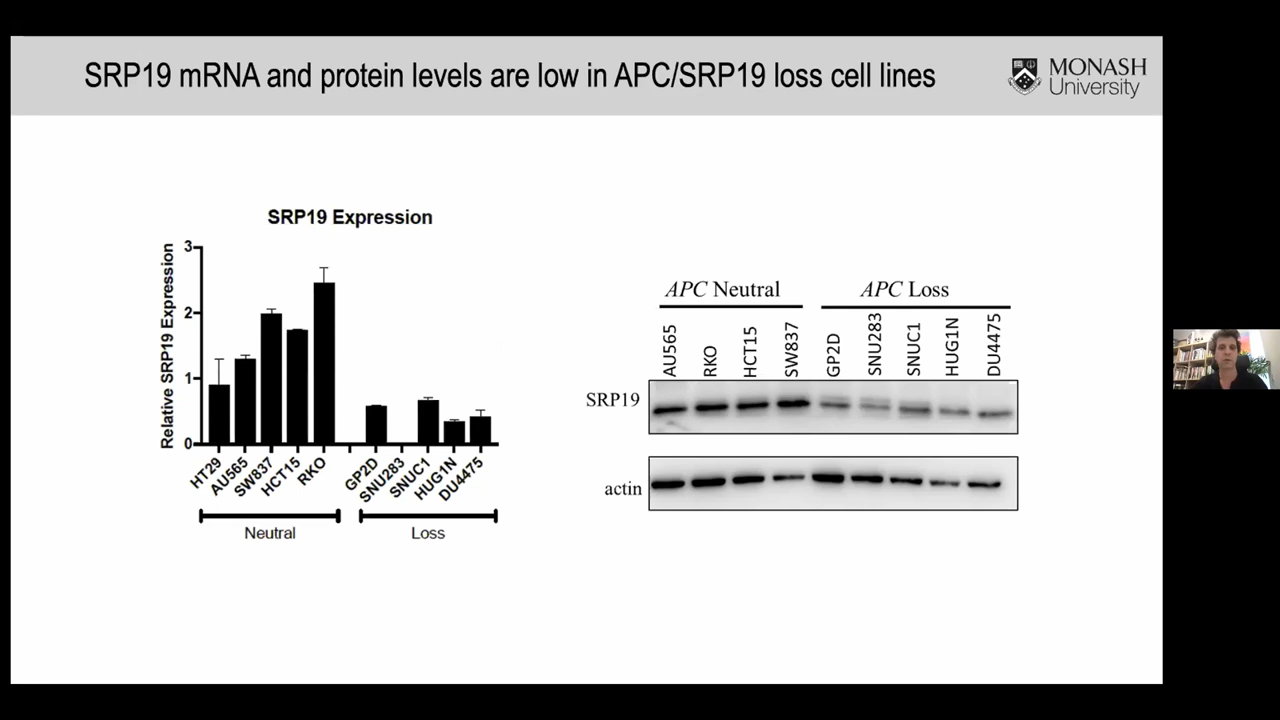 SRP19 mRNA and protein levels are low in APC/SRP19 loss cell lines
MONASH
University
SRP19 Expression
Relative SRP19 Expression
3
2
1
0
HT29
AU565
SW837
HCT15
RKO
GP2D
SNU283
SNUC1
HUG1N
DU4475
Neutral
Loss
APC Neutral
APC Loss
AU565
RKO
HCT15
SW837
GP2D
SNU283
SNUC1
HUG1N
DU4475
SRP19
actin